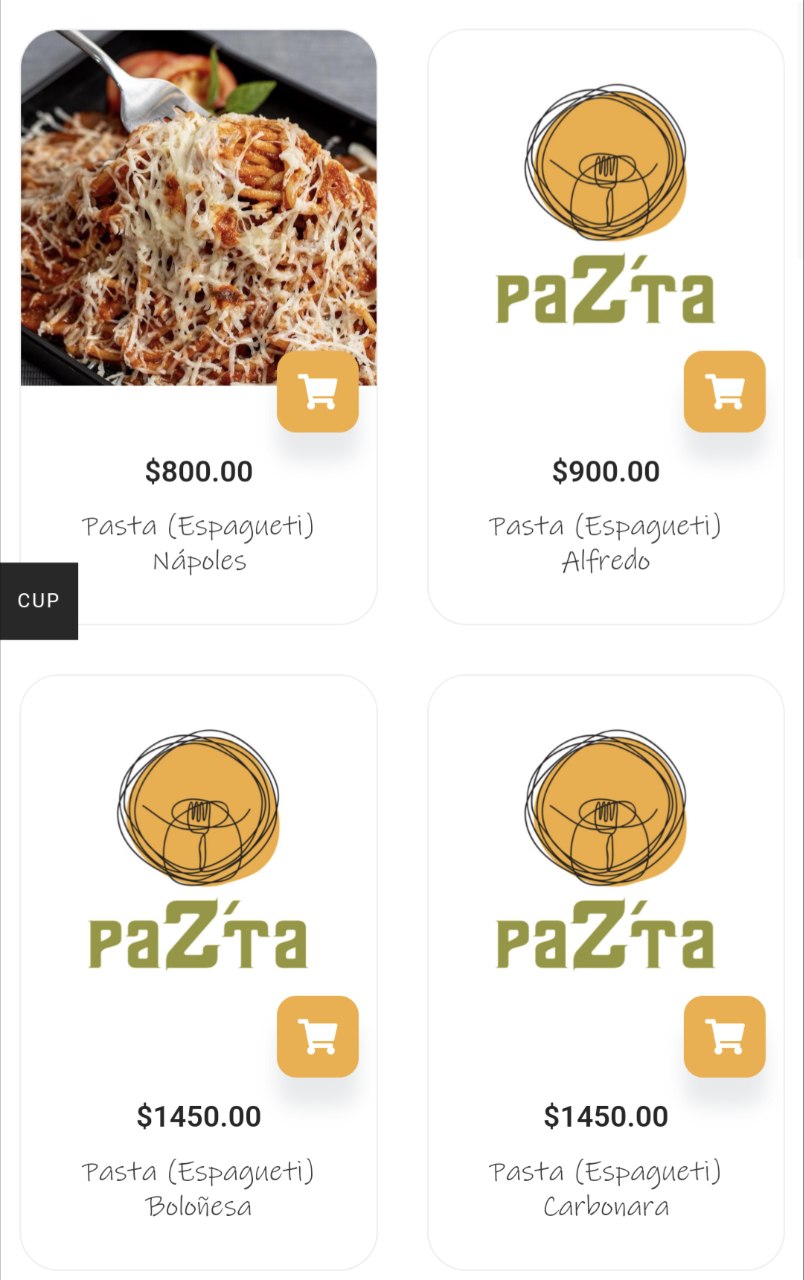 paZ´Ta
$800.00
Pasta (Espagueti)
Nápoles
$900.00
Pasta (Espagueti)
Alfredo
CUP
paZ´Ta
paZ´Ta
$1450.00
Pasta (Espagueti)
Boloñesa
$1450.00
Pasta (Espagueti)
Carbonara